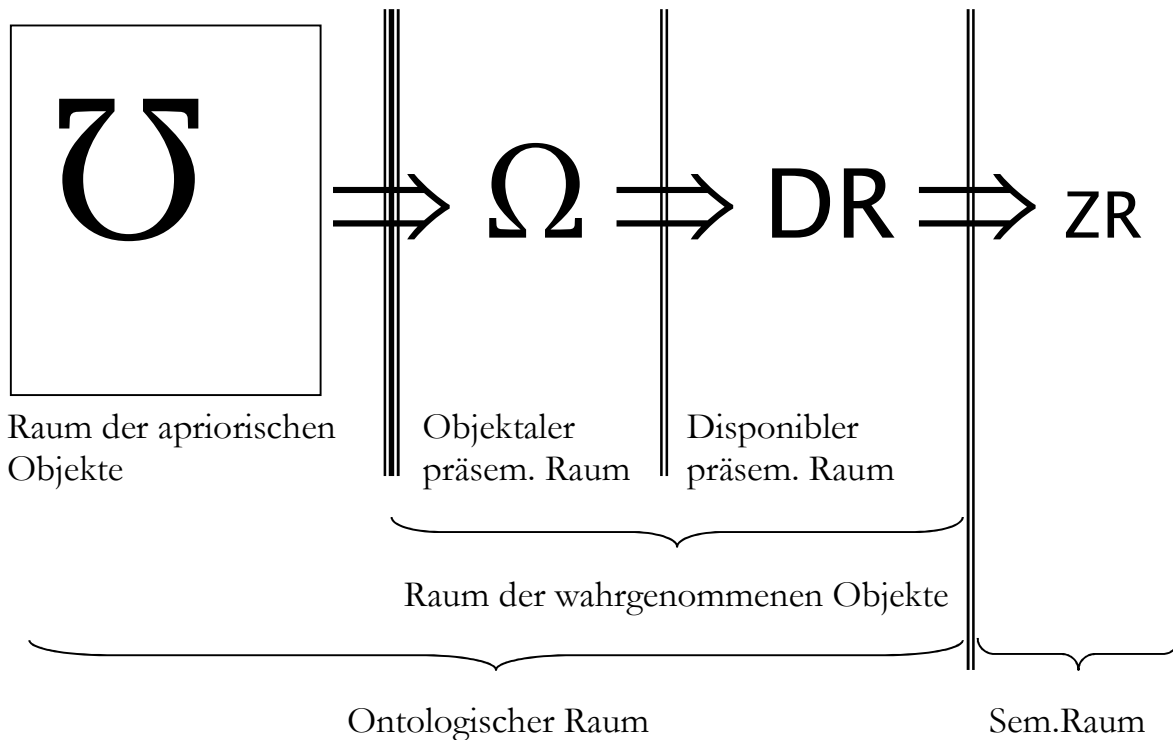 ℧ ⇒ Ω ⇒ DR ⇒ ZR
Raum der apriorischen
Objekte
Objektaler
präsem. Raum
Disponibler
präsem. Raum
Raum der wahrgenommenen Objekte
Ontologischer Raum
Sem.Raum